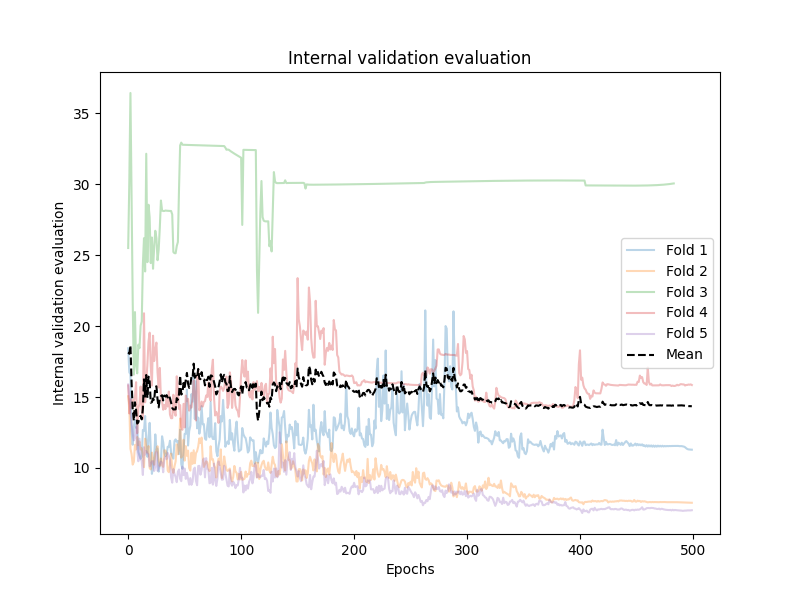 Internal validation evaluation
Internal validation evaluation
35
30
25
20
15
10
Fold 1
Fold 2
Fold 3
Fold 4
Fold 5
Mean
0
100
200
300
400
500
Epochs